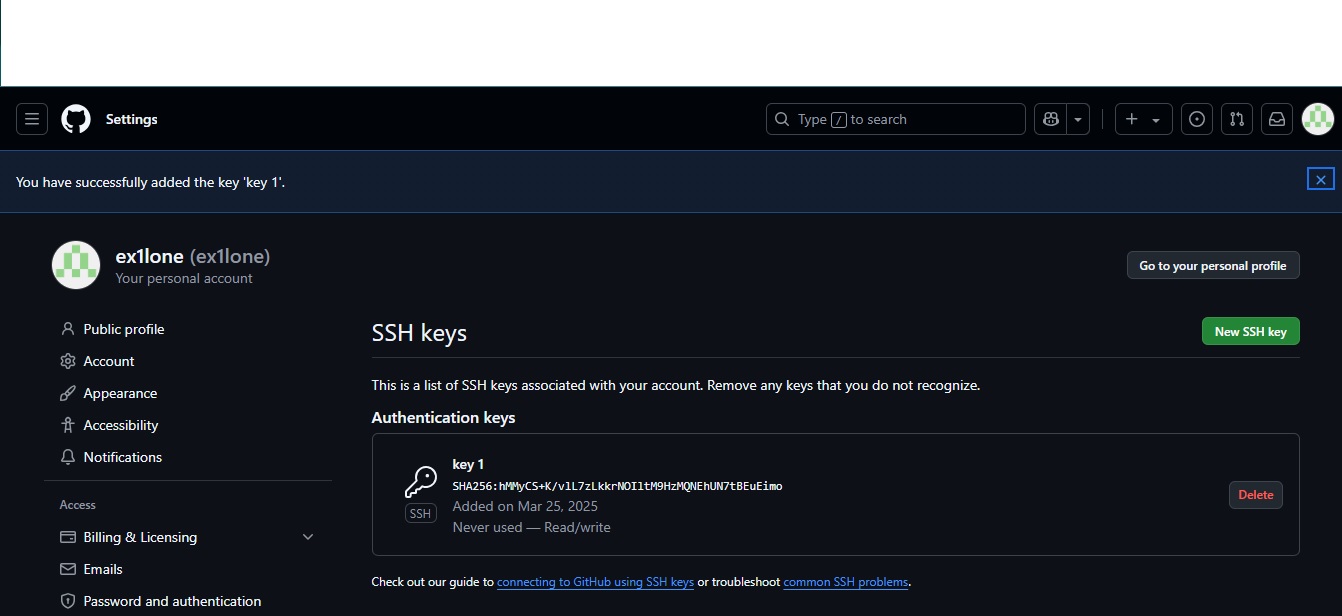 Settings
Type / to search
You have successfully added the key 'key 1'.
ex1lone (ex1lone)
Your personal account
Go to your personal profile
Public profile
Account
Appearance
Accessibility
Notifications
Access
Billing & Licensing
Emails
Password and authentication
SSH keys
New SSH key
This is a list of SSH keys associated with your account. Remove any keys that you do not recognize.
Authentication keys
key 1
SHA256:hMMyCS+K/v1L7zLkkrNOI1tM9HzMQNEhUN7tBEuEimo
Added on Mar 25, 2025
Never used — Read/write
SSH
Delete
Check out our guide to connecting to GitHub using SSH keys or troubleshoot common SSH problems.